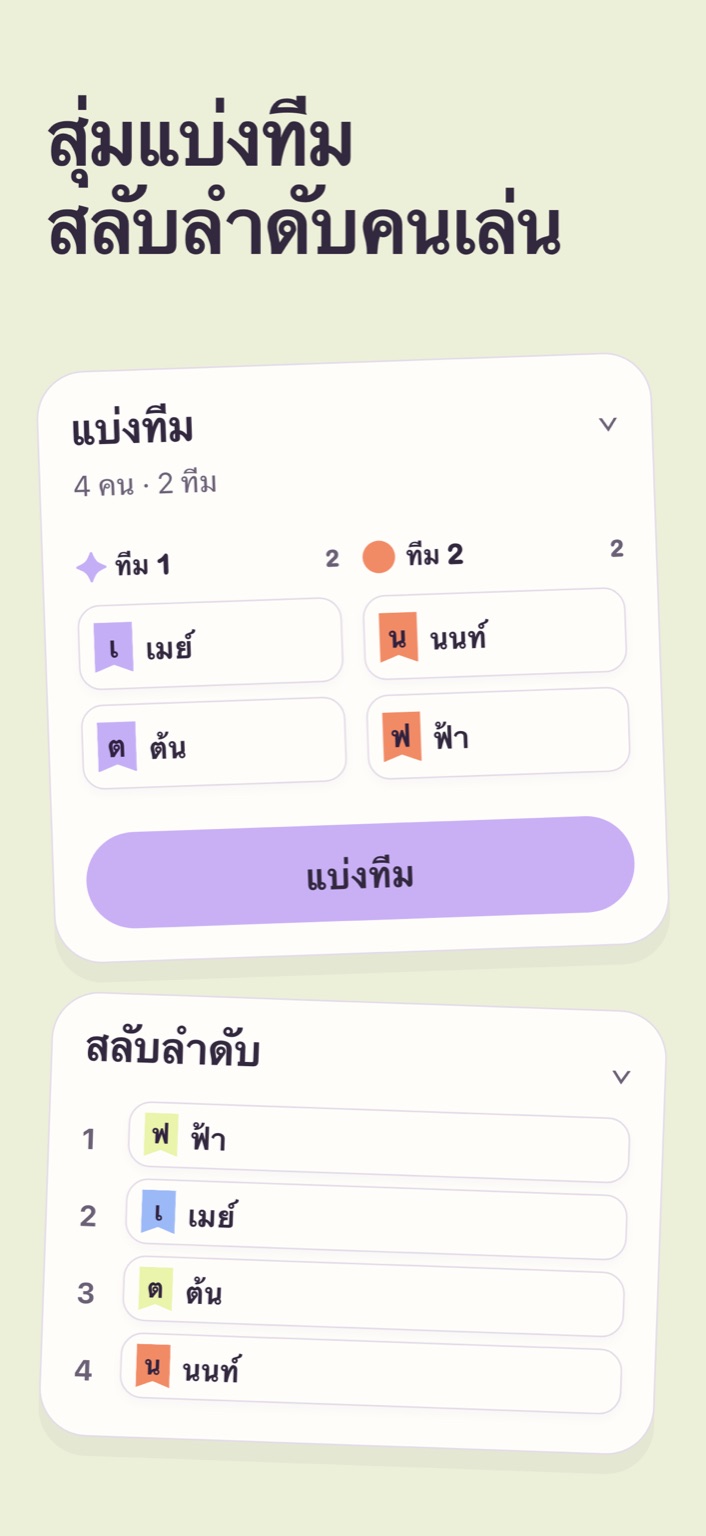 สุ่มแบ่งทีม
สลับลำดับคนเล่น
แบ่งทีม
4 คน · 2 ทีม
ทีม 1 2
ทีม 2 2
เ เมย์
น นนท์
ต ต้น
ฟ ฟ้า
แบ่งทีม
สลับลำดับ
1 ฟ ฟ้า
2 เ เมย์
3 ต ต้น
4 น นนท์